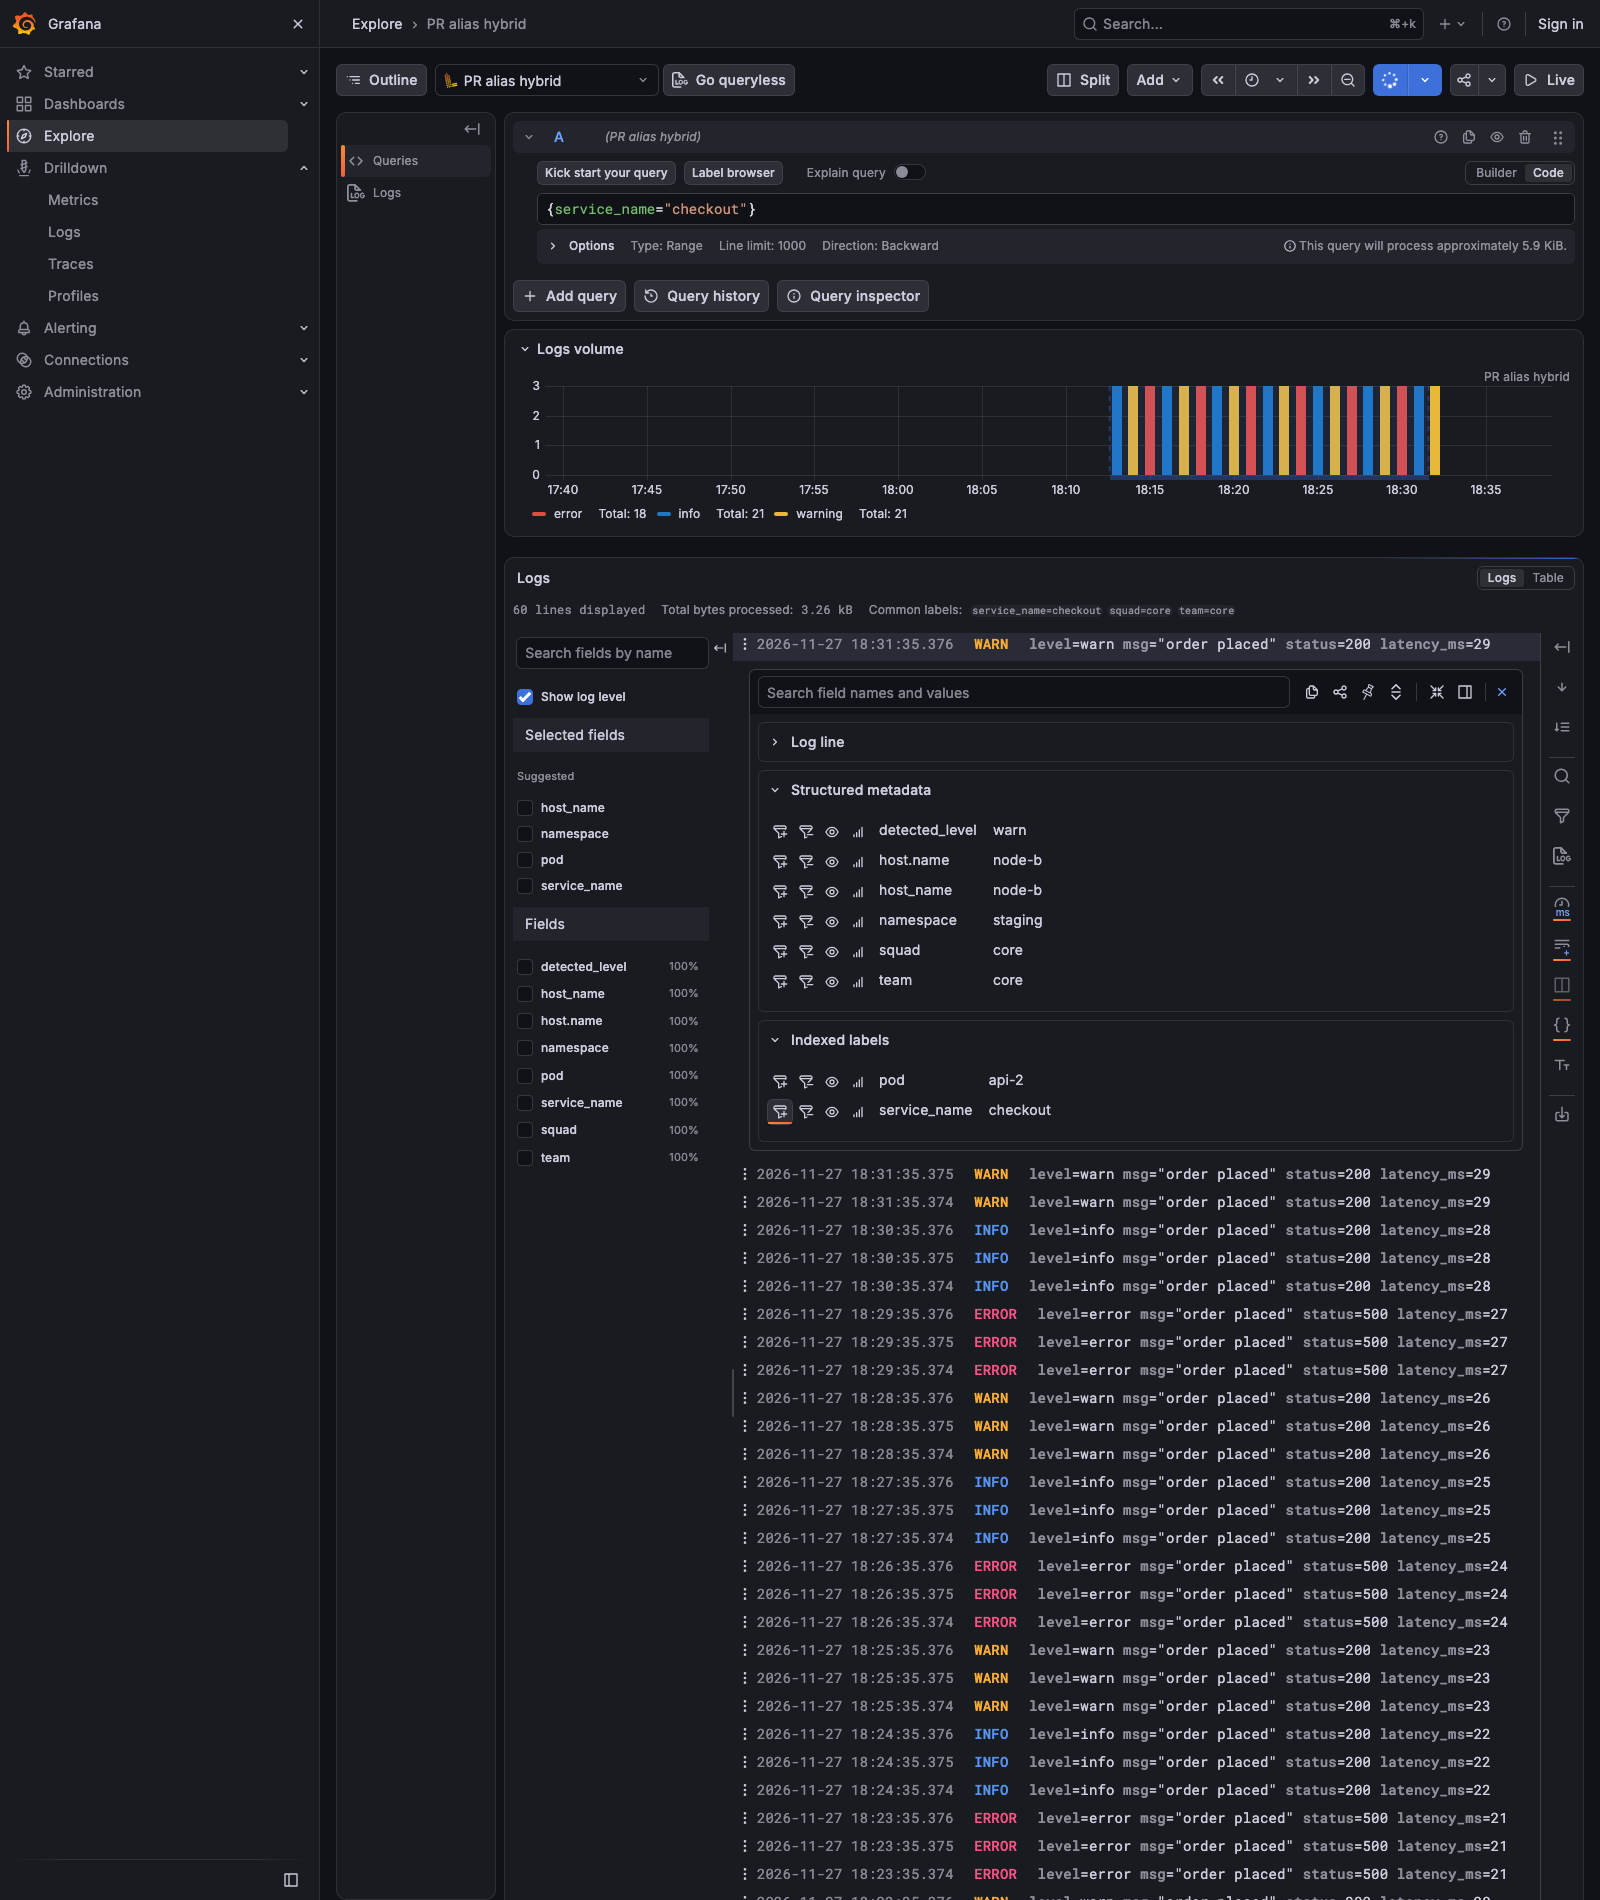 Grafana
Explore › PR alias hybrid
Search...
⌘+k
Sign in
Starred
Dashboards
Explore
Drilldown
Metrics
Logs
Traces
Profiles
Alerting
Connections
Administration
Outline
PR alias hybrid
Go queryless
Split
Add
Live
Queries
Logs
A (PR alias hybrid)
Kick start your query
Label browser
Explain query
Builder
Code
{service_name="checkout"}
Options Type: Range Line limit: 1000 Direction: Backward
This query will process approximately 5.9 KiB.
+ Add query
Query history
Query inspector
Logs volume
PR alias hybrid
3
2
1
0
17:40 17:45 17:50 17:55 18:00 18:05 18:10 18:15 18:20 18:25 18:30 18:35
error Total: 18 info Total: 21 warning Total: 21
Logs
Logs
Table
60 lines displayed Total bytes processed: 3.26 kB Common labels: service_name=checkout squad=core team=core
Search fields by name
Show log level
Selected fields
Suggested
host_name
namespace
pod
service_name
Fields
detected_level 100%
host_name 100%
host.name 100%
namespace 100%
pod 100%
service_name 100%
squad 100%
team 100%
2026-11-27 18:31:35.376 WARN level=warn msg="order placed" status=200 latency_ms=29
Search field names and values
Log line
Structured metadata
detected_level warn
host.name node-b
host_name node-b
namespace staging
squad core
team core
Indexed labels
pod api-2
service_name checkout
2026-11-27 18:31:35.375 WARN level=warn msg="order placed" status=200 latency_ms=29
2026-11-27 18:31:35.374 WARN level=warn msg="order placed" status=200 latency_ms=29
2026-11-27 18:30:35.376 INFO level=info msg="order placed" status=200 latency_ms=28
2026-11-27 18:30:35.375 INFO level=info msg="order placed" status=200 latency_ms=28
2026-11-27 18:30:35.374 INFO level=info msg="order placed" status=200 latency_ms=28
2026-11-27 18:29:35.376 ERROR level=error msg="order placed" status=500 latency_ms=27
2026-11-27 18:29:35.375 ERROR level=error msg="order placed" status=500 latency_ms=27
2026-11-27 18:29:35.374 ERROR level=error msg="order placed" status=500 latency_ms=27
2026-11-27 18:28:35.376 WARN level=warn msg="order placed" status=200 latency_ms=26
2026-11-27 18:28:35.375 WARN level=warn msg="order placed" status=200 latency_ms=26
2026-11-27 18:28:35.374 WARN level=warn msg="order placed" status=200 latency_ms=26
2026-11-27 18:27:35.376 INFO level=info msg="order placed" status=200 latency_ms=25
2026-11-27 18:27:35.375 INFO level=info msg="order placed" status=200 latency_ms=25
2026-11-27 18:27:35.374 INFO level=info msg="order placed" status=200 latency_ms=25
2026-11-27 18:26:35.376 ERROR level=error msg="order placed" status=500 latency_ms=24
2026-11-27 18:26:35.375 ERROR level=error msg="order placed" status=500 latency_ms=24
2026-11-27 18:26:35.374 ERROR level=error msg="order placed" status=500 latency_ms=24
2026-11-27 18:25:35.376 WARN level=warn msg="order placed" status=200 latency_ms=23
2026-11-27 18:25:35.375 WARN level=warn msg="order placed" status=200 latency_ms=23
2026-11-27 18:25:35.374 WARN level=warn msg="order placed" status=200 latency_ms=23
2026-11-27 18:24:35.376 INFO level=info msg="order placed" status=200 latency_ms=22
2026-11-27 18:24:35.375 INFO level=info msg="order placed" status=200 latency_ms=22
2026-11-27 18:24:35.374 INFO level=info msg="order placed" status=200 latency_ms=22
2026-11-27 18:23:35.376 ERROR level=error msg="order placed" status=500 latency_ms=21
2026-11-27 18:23:35.375 ERROR level=error msg="order placed" status=500 latency_ms=21
2026-11-27 18:23:35.374 ERROR level=error msg="order placed" status=500 latency_ms=21